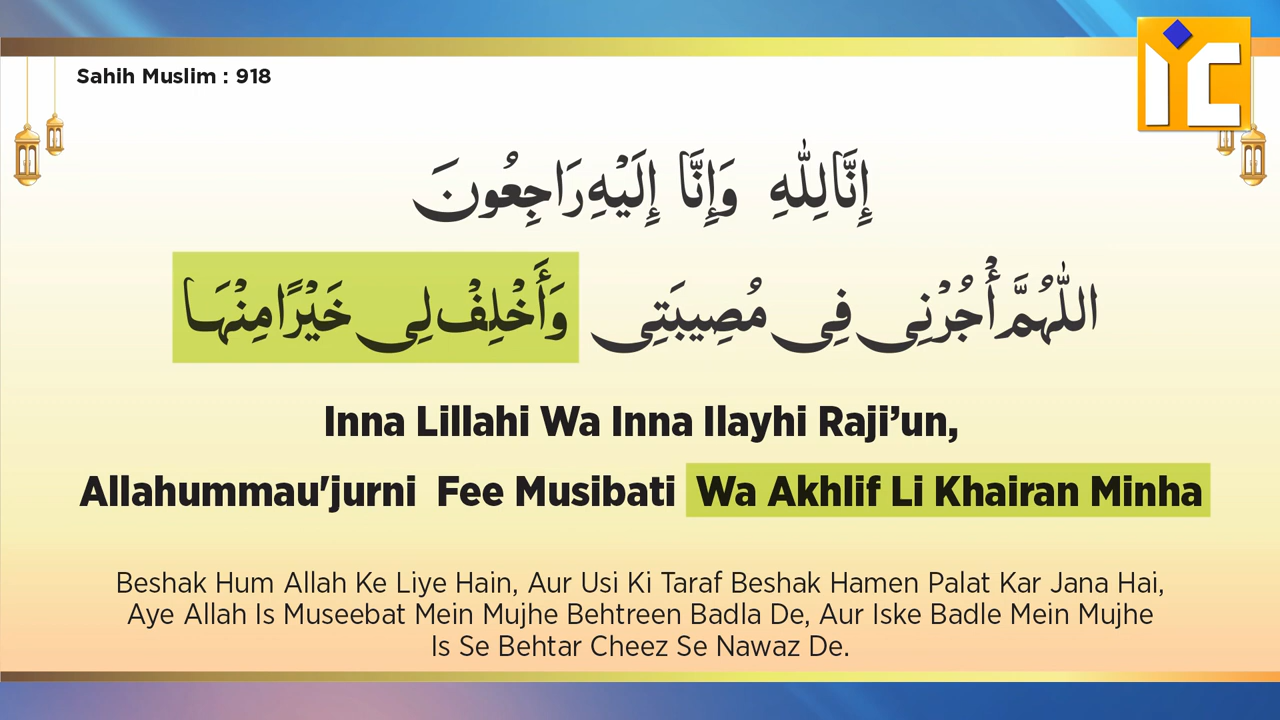 Sahih Muslim : 918
IYC
إِنَّا لِلّٰهِ وَإِنَّا إِلَيْهِ رَاجِعُونَ
اللّٰهُمَّ أْجُرْنِي فِي مُصِيبَتِي وَأَخْلِفْ لِي خَيْرًا مِنْهَا
Inna Lillahi Wa Inna Ilayhi Raji’un,
Allahummau'jurni Fee Musibati Wa Akhlif Li Khairan Minha
Beshak Hum Allah Ke Liye Hain, Aur Usi Ki Taraf Beshak Hamen Palat Kar Jana Hai,
Aye Allah Is Museebat Mein Mujhe Behtreen Badla De, Aur Iske Badle Mein Mujhe
Is Se Behtar Cheez Se Nawaz De.